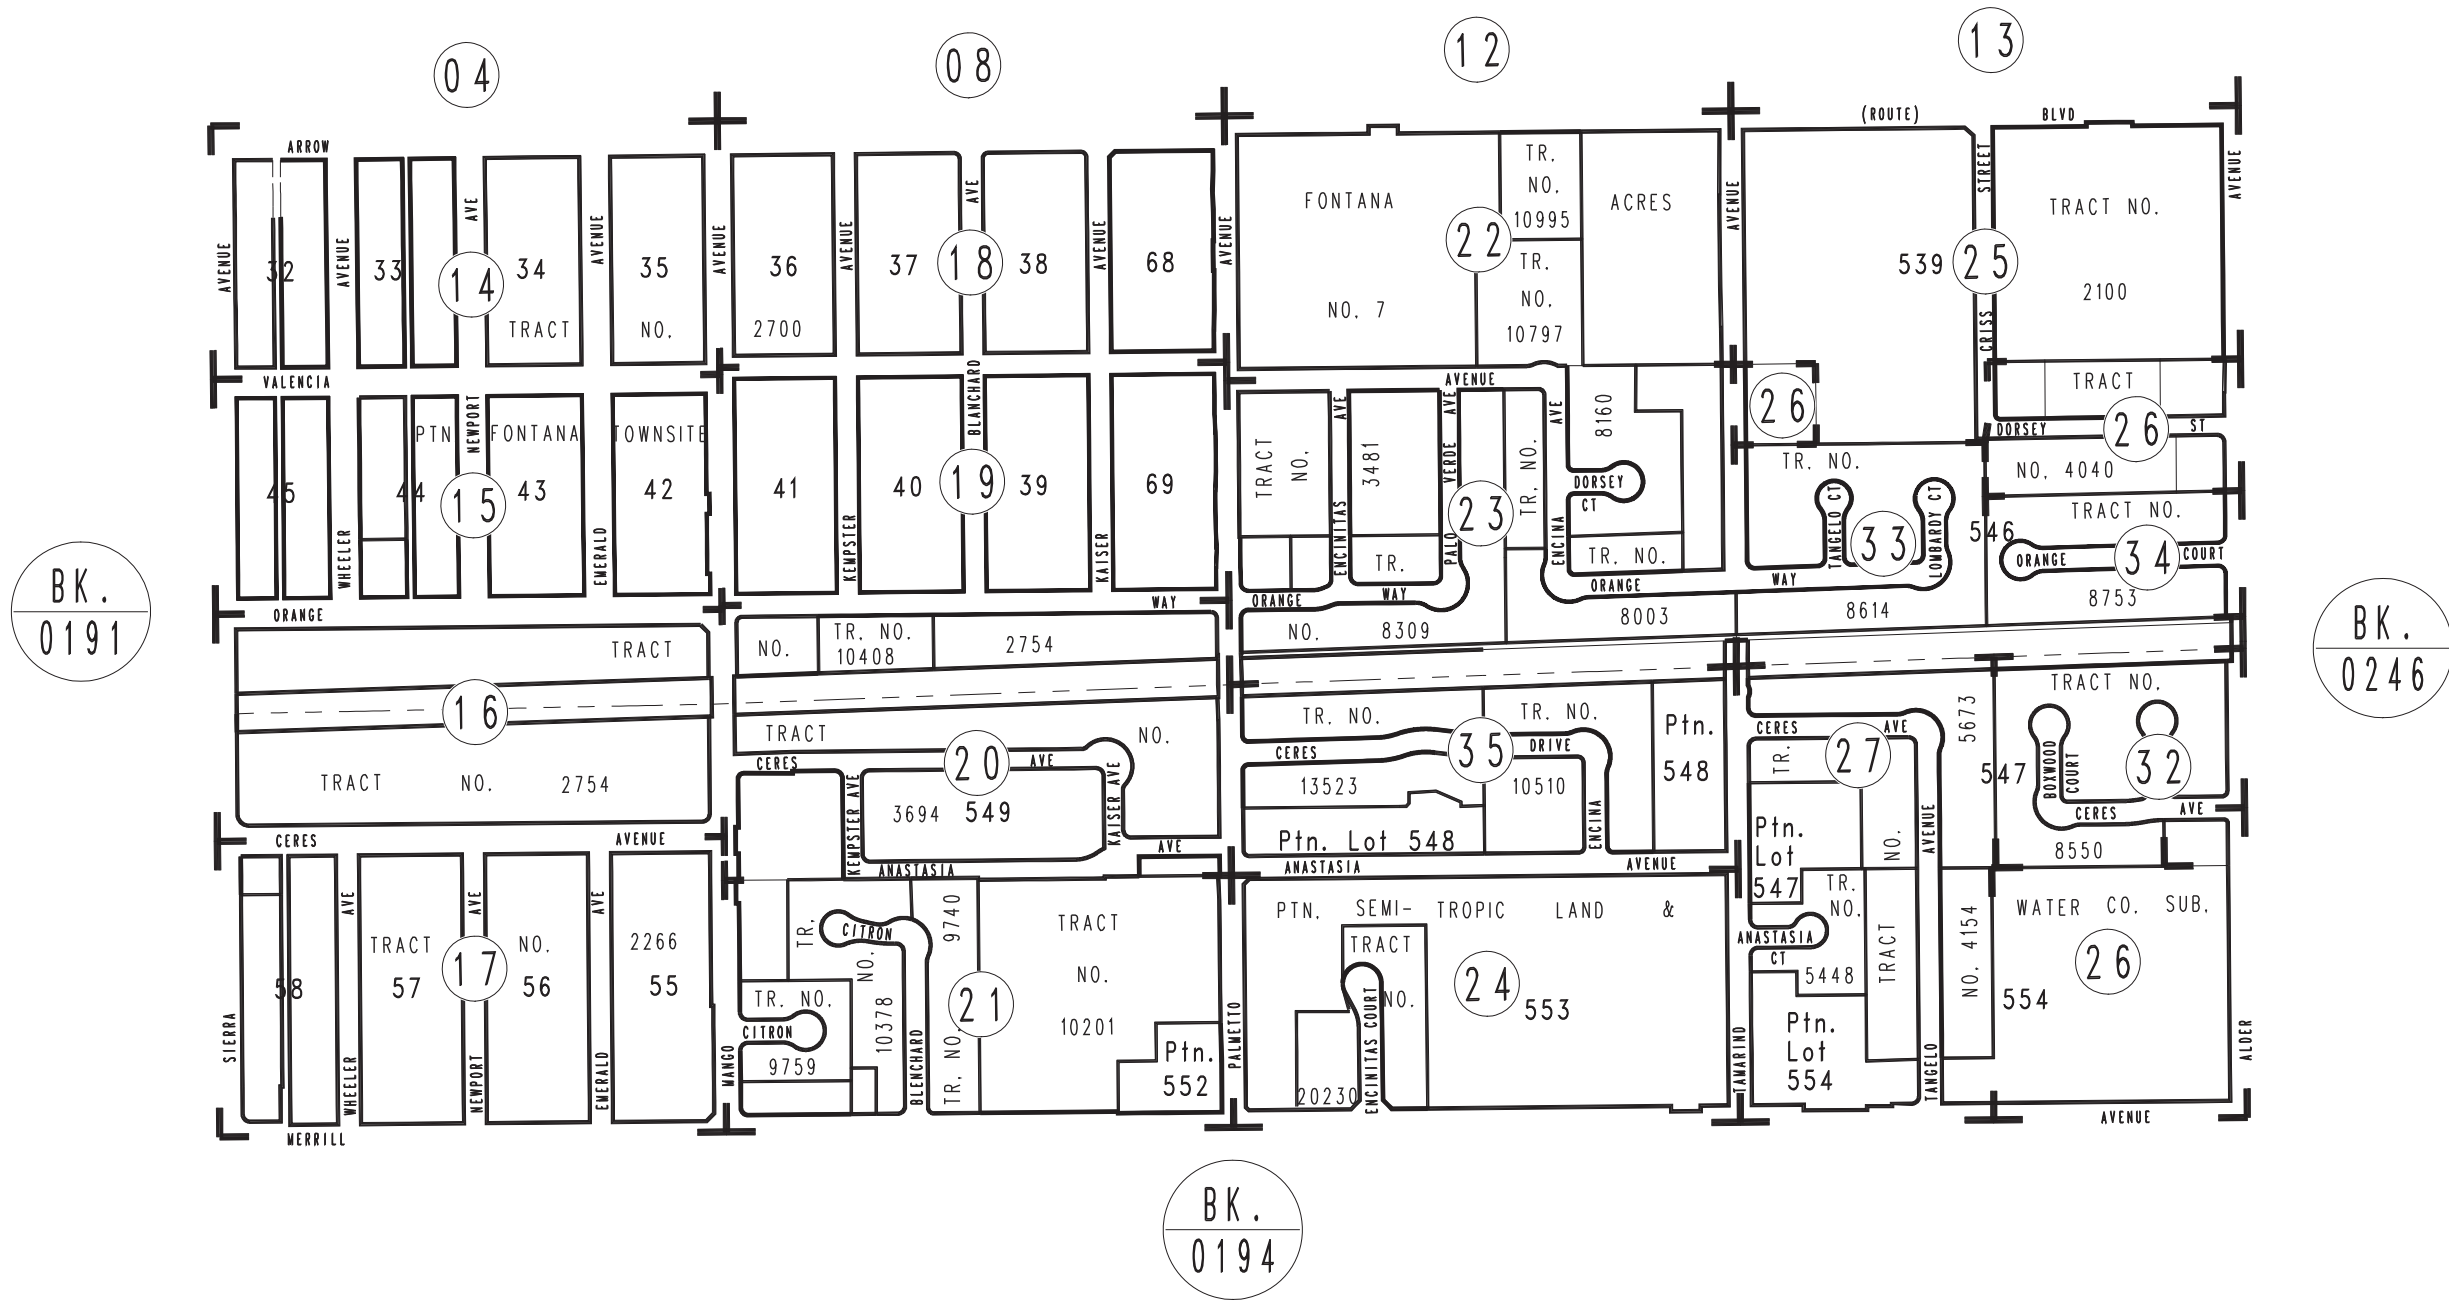 04
08
12
13
ARROW
(ROUTE)
BLVD
AVENUE
32
AVENUE
33
AVE
14
34
TRACT
AVENUE
35
NO.
AVENUE
36
2700
AVENUE
37
AVE
18
38
AVENUE
68
AVENUE
FONTANA
NO. 7
22
TR.
NO.
10995
TR.
NO.
10797
ACRES
AVENUE
539
25
STREET
CRISS
TRACT NO.
2100
AVENUE
VALENCIA
45
WHEELER
44
PTN
NEWPORT
15
FONTANA
43
EMERALD
TOWNSITE
42
41
KEMPSTER
40
BLANCHARD
19
39
KAISER
69
AVENUE
TRACT
NO.
AVE
ENCINITAS
3481
TR.
AVE
VERDE
PALO
23
TR. NO.
AVE
ENCINA
8160
DORSEY
CT
TR. NO.
26
TRACT
DORSEY
26
ST
NO. 4040
TR. NO.
TANGELO CT
33
LOMBARDY CT
546
TRACT NO.
ORANGE
34
COURT
8753
BK.
0191
BK.
0246
ORANGE
WAY
ORANGE
WAY
ORANGE
WAY
TRACT
NO.
TR. NO.
10408
2754
NO.
8309
8003
8614
16
TRACT
NO.
2754
TRACT
NO.
CERES
20
AVE
KEMPSTER AVE
3694
549
KAISER AVE
AVE
ANASTASIA
TR. NO.
TR. NO.
CERES
35
DRIVE
13523
10510
ENCINA
Ptn.
548
Ptn. Lot 548
ANASTASIA
AVENUE
CERES
AVE
TR.
27
NO.
5673
AVENUE
Ptn.
Lot
547
TRACT NO.
547
BOXWOOD
COURT
32
CERES
AVE
8550
CERES
AVENUE
SIERRA
58
AVE
WHEELER
TRACT
57
AVE
NEWPORT
17
NO.
56
AVE
EMERALD
2266
55
MANGO
TR.
CITRON
NO.
10378
TR. NO.
CITRON
9759
BLENCHARD
9740
TR. NO.
21
TRACT
NO.
10201
Ptn.
552
PALMETTO
PTN.
SEMI-
TROPIC
LAND
&
TRACT
NO.
20230
ENCINITAS COURT
24
553
TAMARIND
TR.
NO.
ANASTASIA
CT
5448
Ptn.
Lot
554
TRACT
TANGELO
NO. 4154
WATER
CO.
SUB.
26
554
ALDER
MERRILL
AVENUE
BK.
0194